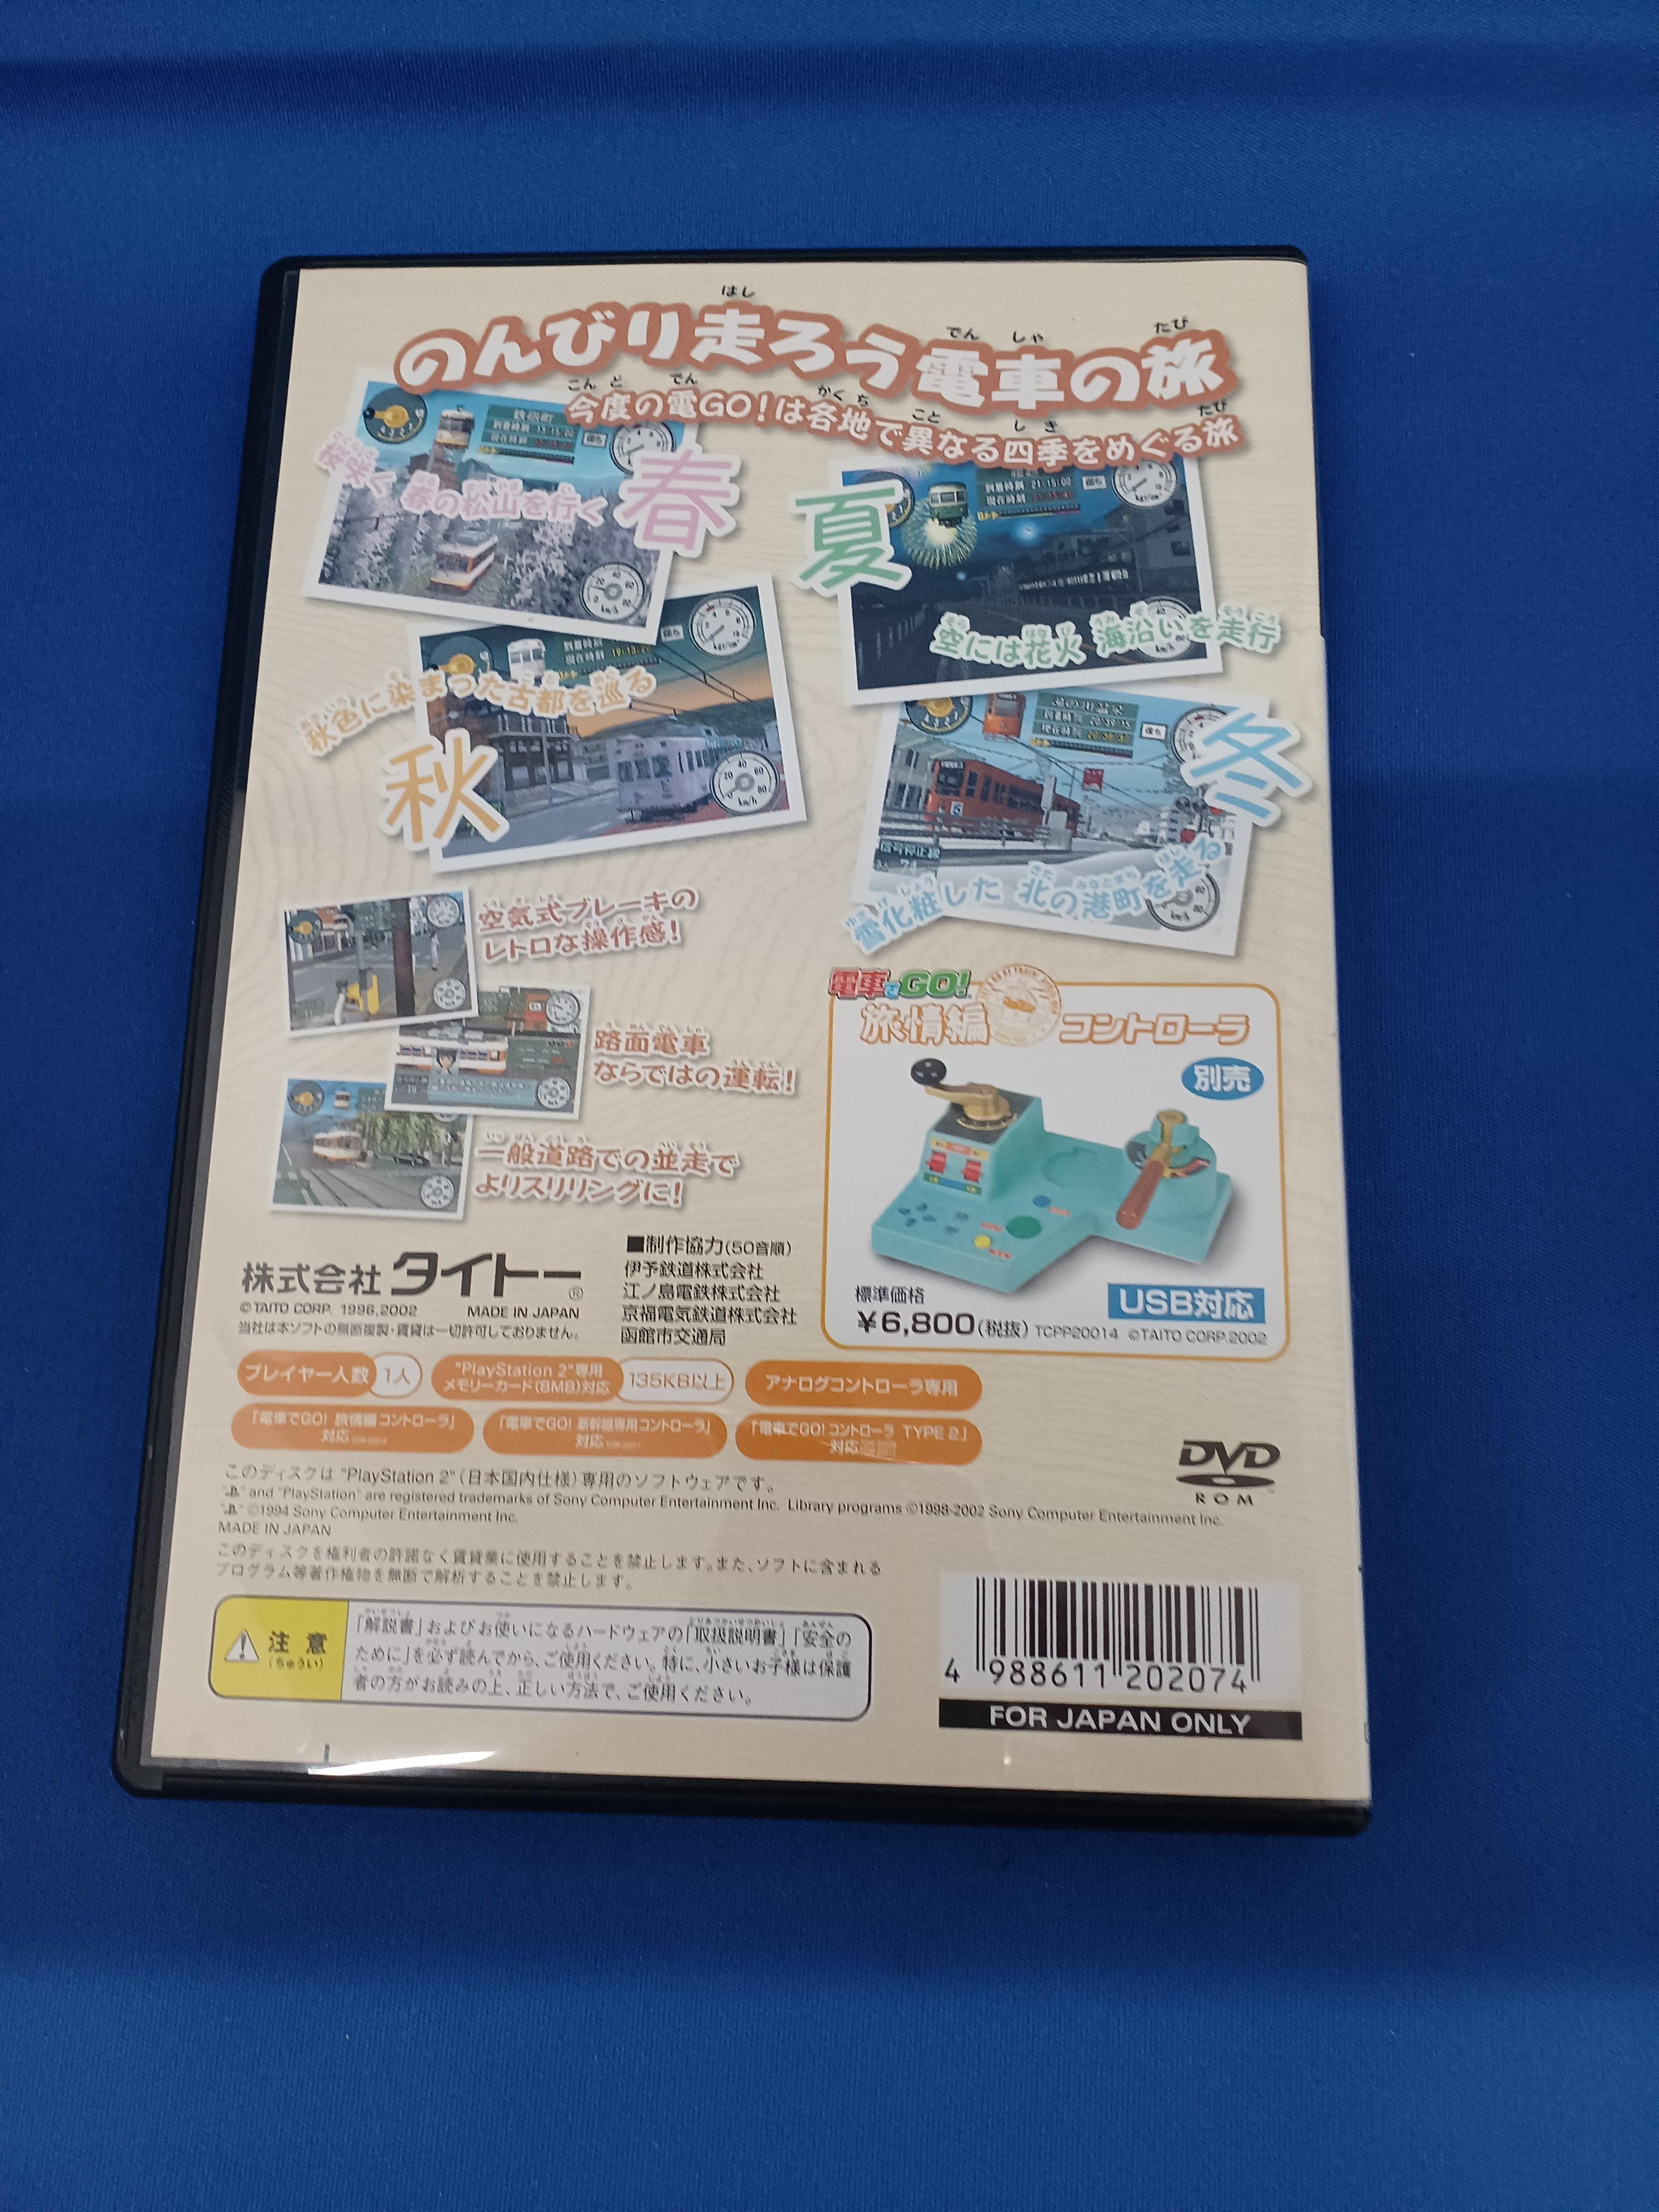 のんびり走ろう電車の旅
今度の電GO!は各地で異なる四季をめぐる旅
桜咲く 春の松山を行く
春
夏
空には花火 海沿いを走行
秋色に染まった古都を巡る
秋
冬
雪化粧した 北の港町を走る
空気式ブレーキの
レトロな操作感!
路面電車
ならではの運転!
一般道路での並走で
よりスリリングに!
電車でGO!
旅情編 コントローラ
別売
USB対応
標準価格
¥6,800(税抜) TCPP20014 ©TAITO CORP.2002
株式会社 タイトー®
©TAITO CORP. 1996,2002 MADE IN JAPAN
当社は本ソフトの無断複製・賃貸は一切許可しておりません。
■制作協力(50音順)
伊予鉄道株式会社
江ノ島電鉄株式会社
京福電気鉄道株式会社
函館市交通局
プレイヤー人数 1人
"PlayStation 2"専用
メモリーカード(8MB)対応 135KB以上
アナログコントローラ専用
「電車でGO! 旅情編コントローラ」
対応
「電車でGO! 新幹線専用コントローラ」
対応
「電車でGO!コントローラ TYPE 2」
対応
このディスクは "PlayStation 2"(日本国内仕様)専用のソフトウェアです。
" " and "PlayStation" are registered trademarks of Sony Computer Entertainment Inc. Library programs ©1998-2002 Sony Computer Entertainment Inc.
" " ©1994 Sony Computer Entertainment Inc.
MADE IN JAPAN
このディスクを権利者の許諾なく賃貸業に使用することを禁止します。また、ソフトに含まれる
プログラム等著作権物を無断で解析することを禁止します。
DVD
ROM
注意
(ちゅうい)
「解説書」およびお使いになるハードウェアの「取扱説明書」「安全の
ために」を必ず読んでから、ご使用ください。特に、小さいお子様は保護
者の方がお読みの上、正しい方法で、ご使用ください。
4 988611 202074
FOR JAPAN ONLY